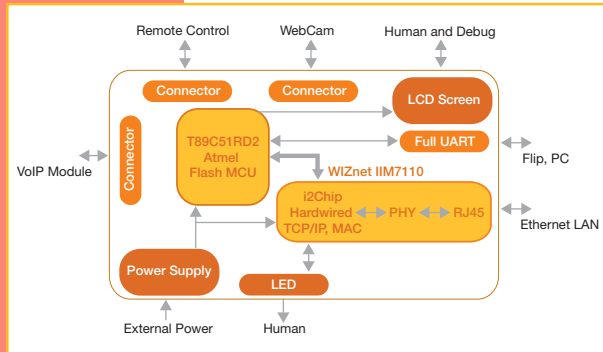 Remote Control
WebCam
Human and Debug
Connector
Connector
LCD Screen
Connector
T89C51RD2
Atmel
Flash MCU
Full UART
VoIP Module
Flip, PC
WIZnet IIM7110
i2Chip
Hardwired
TCP/IP, MAC
PHY
RJ45
Ethernet LAN
Power Supply
LED
External Power
Human